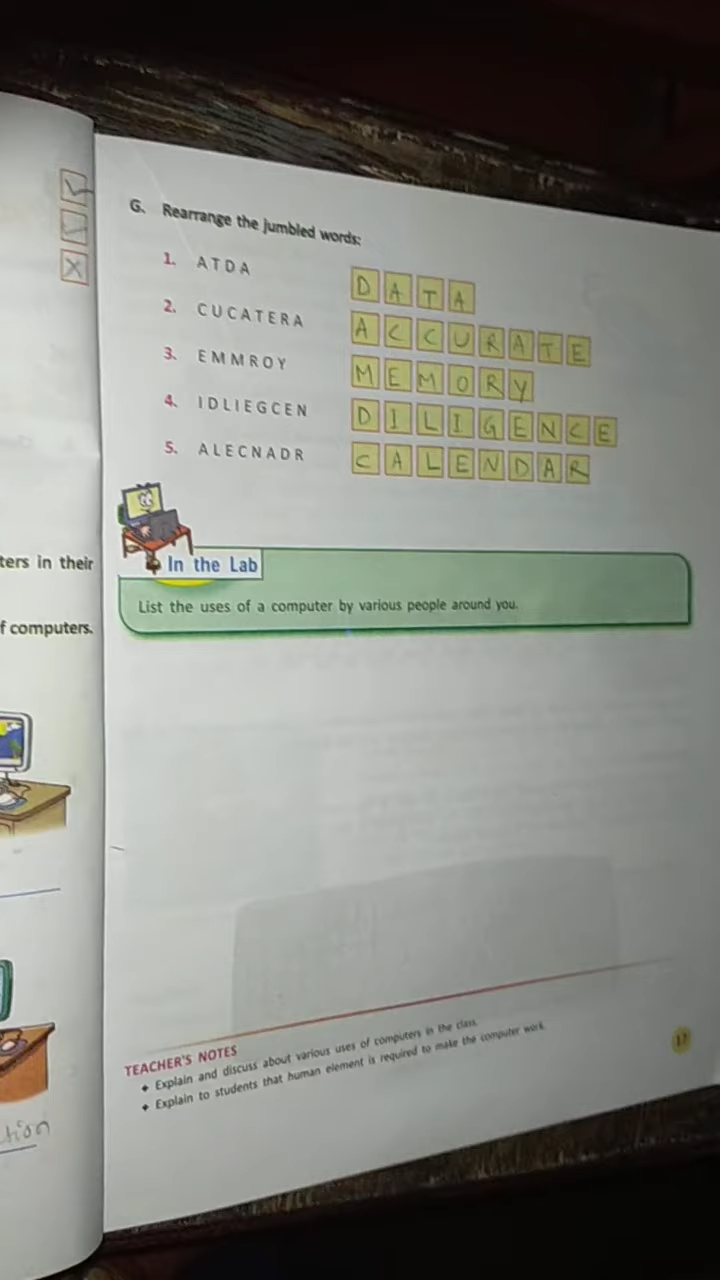 G. Rearrange the jumbled words:
1. ATDA DATA
2. CUCATERA ACCURATE
3. EMMROY MEMORY
4. IDLIEGCEN DILIGENCE
5. ALECNADR CALENDAR
ters in their
In the Lab
List the uses of a computer by various people around you.
f computers.
TEACHER'S NOTES
Explain and discuss about various uses of computers in the class.
Explain to students that human element is required to make the computer work.
17
tion